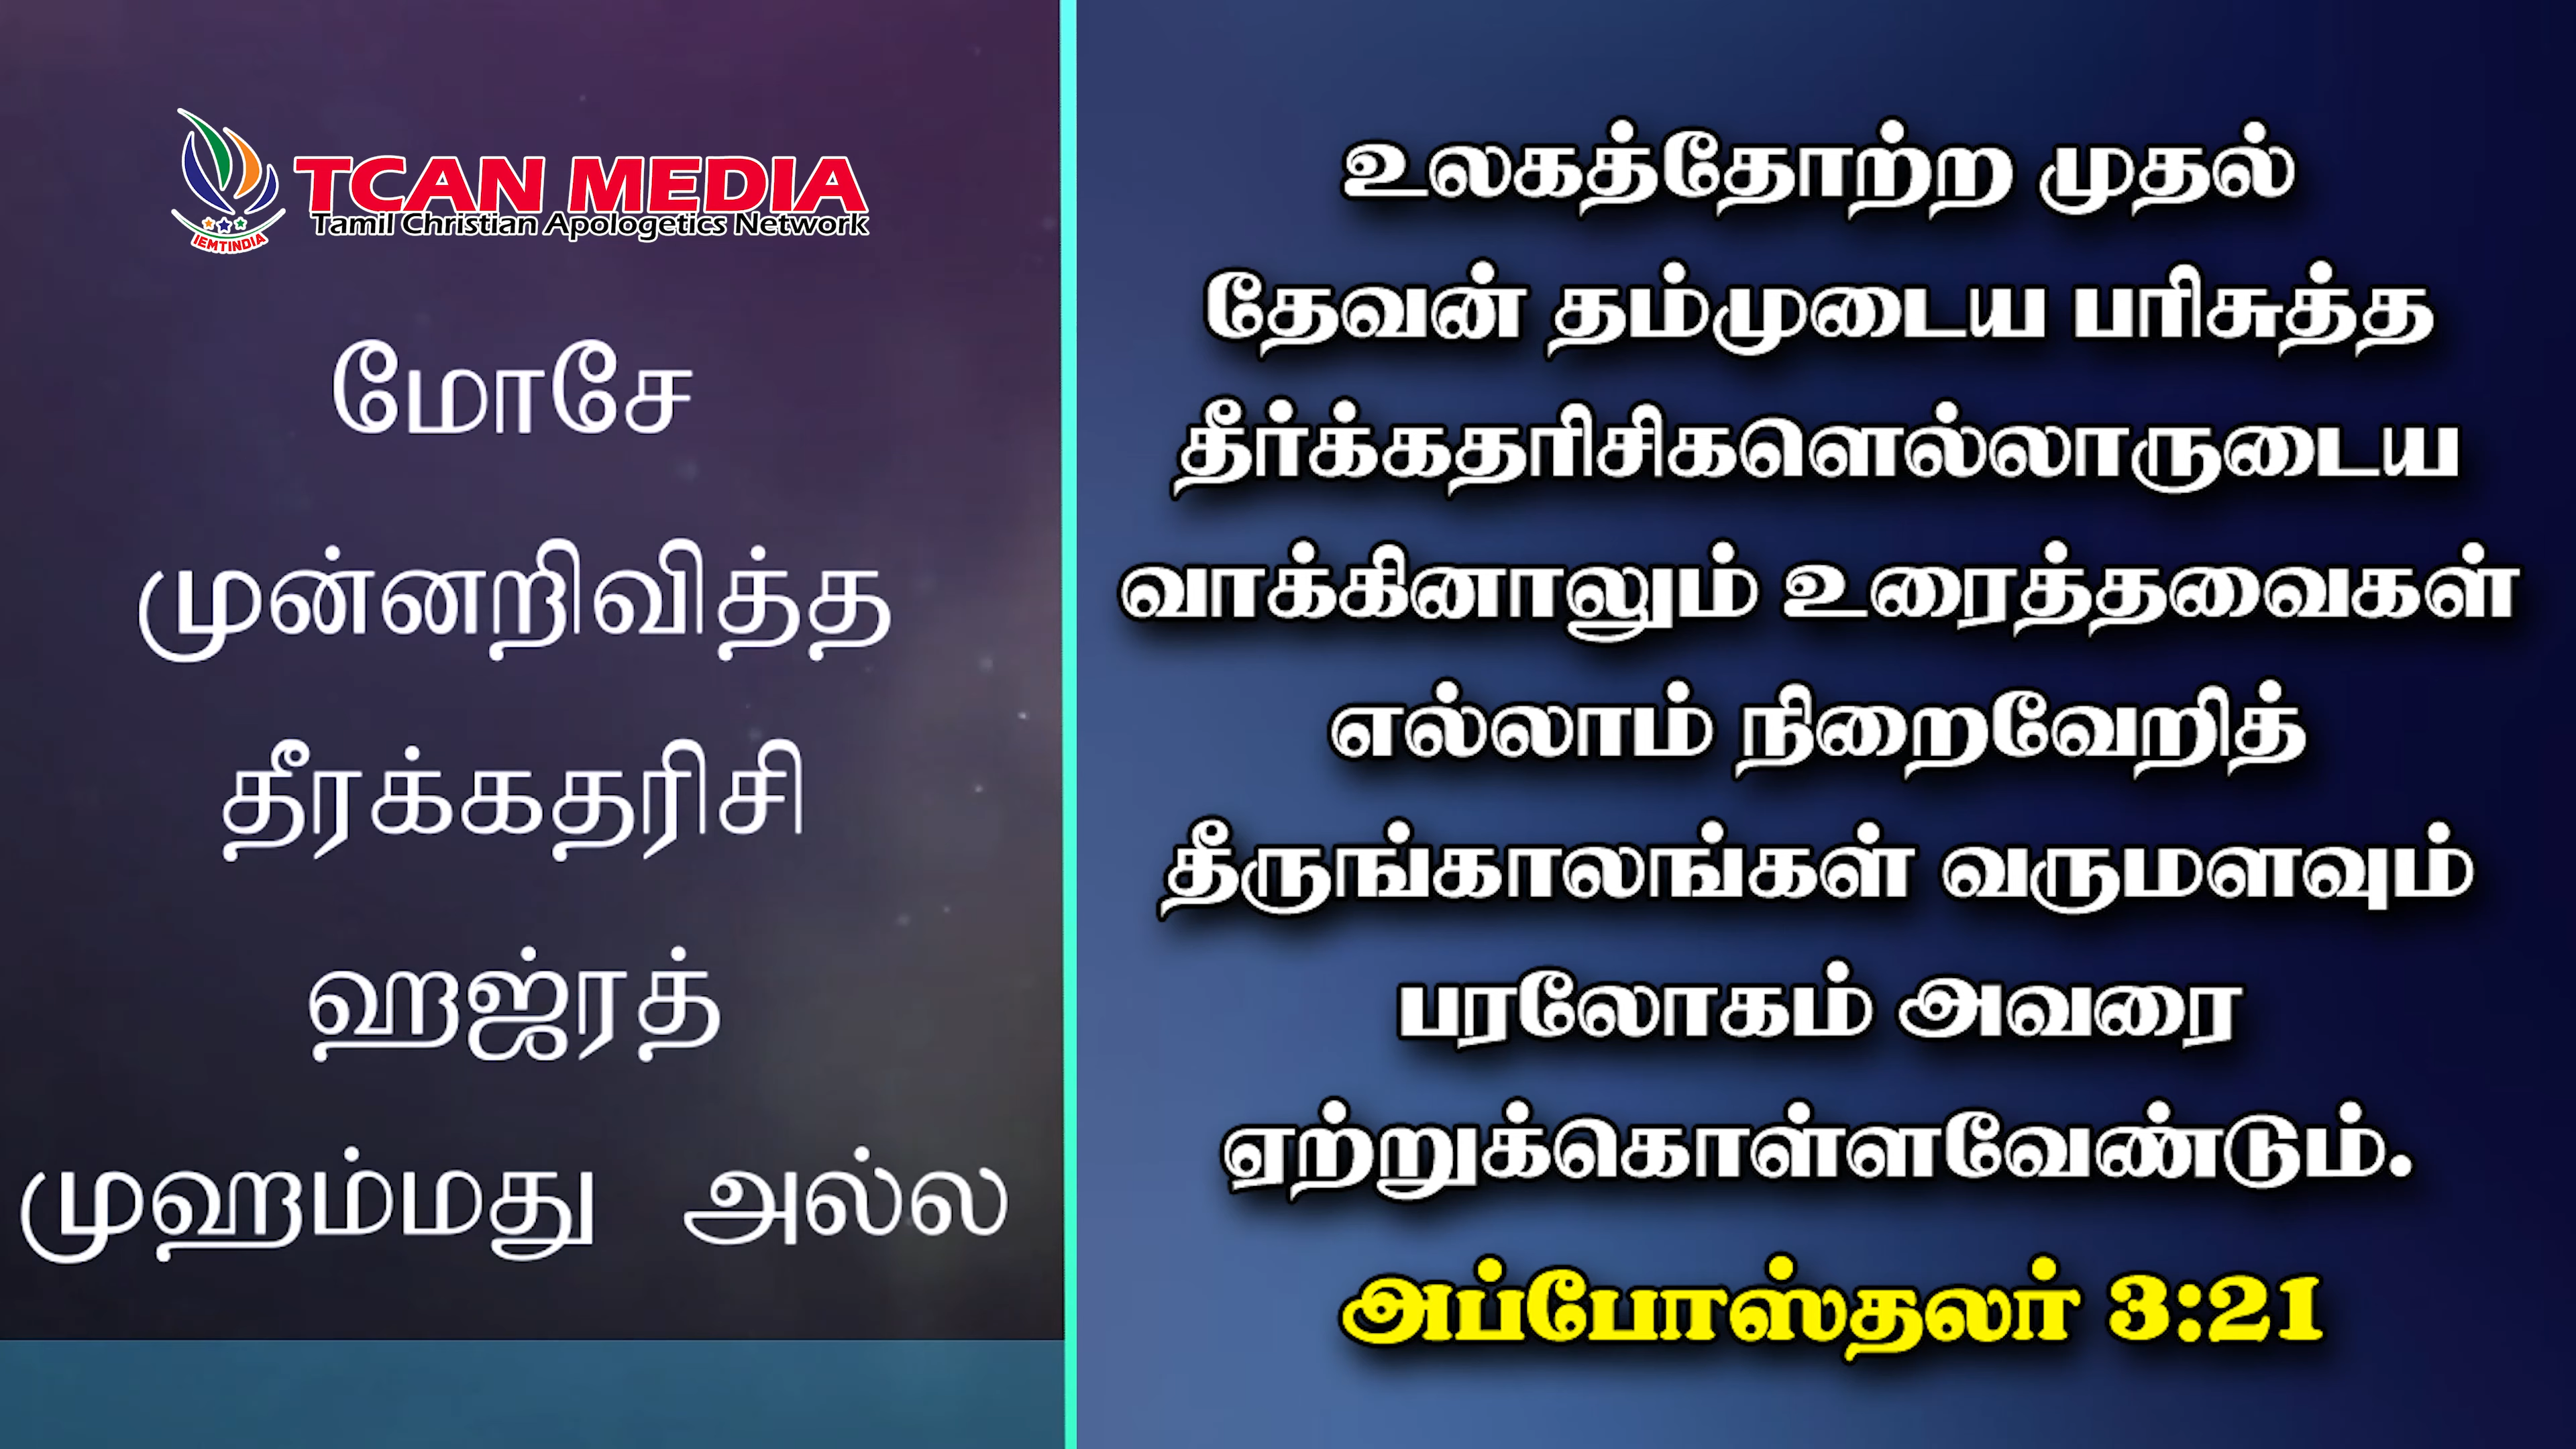 TCAN MEDIA
Tamil Christian Apologetics Network
IEMTINDIA
மோசே
முன்னறிவித்த
தீரக்கதரிசி
ஹஜ்ரத்
முஹம்மது அல்ல
உலகத்தோற்ற முதல்
தேவன் தம்முடைய பரிசுத்த
தீர்க்கதரிசிகளெல்லாருடைய
வாக்கினாலும் உரைத்தவைகள்
எல்லாம் நிறைவேறித்
தீருங்காலங்கள் வருமளவும்
பரலோகம் அவரை
ஏற்றுக்கொள்ளவேண்டும்.
அப்போஸ்தலர் 3:21